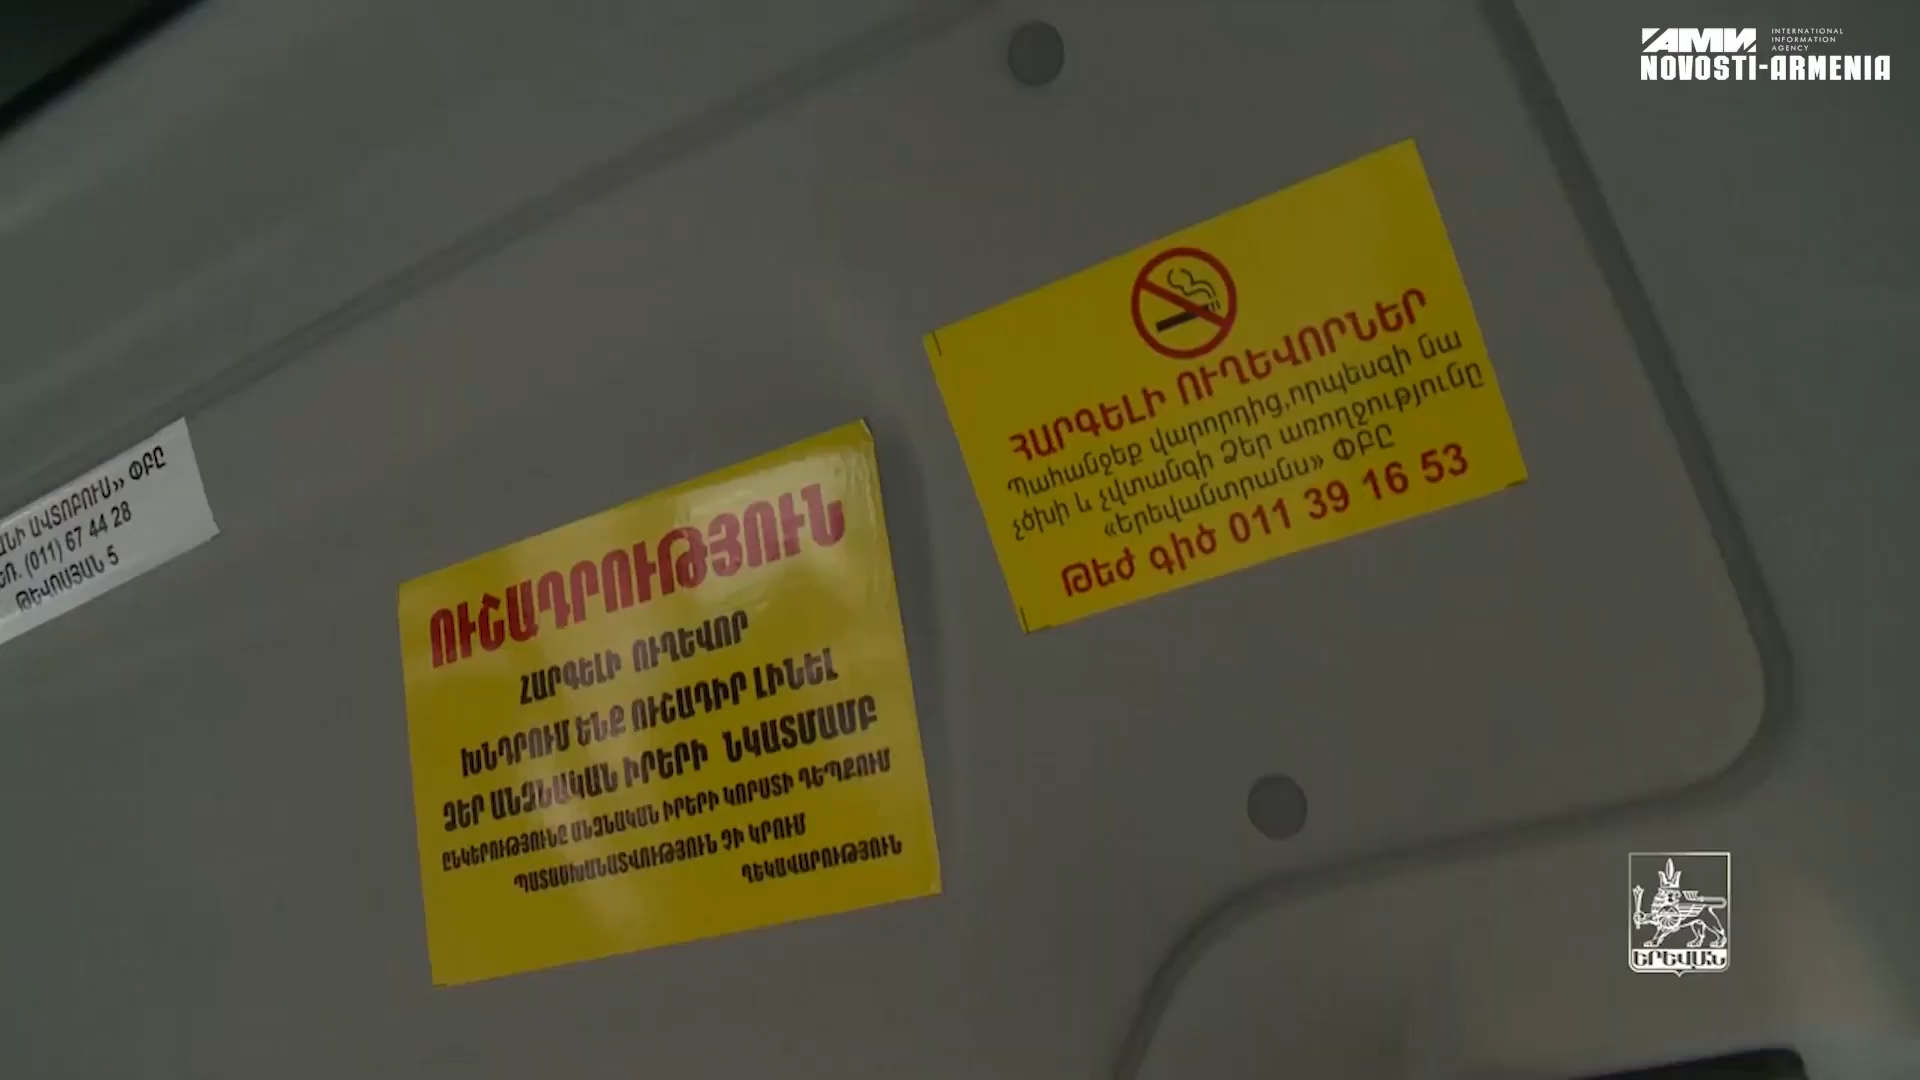 ԱՄԻ
INTERNATIONAL
INFORMATION
AGENCY
NOVOSTI-ARMENIA
ՀԱՐԳԵԼԻ ՈՒՂԵՎՈՐՆԵՐ
Պահանջեք վարորդից,որպեսզի նա
չծխի և չվտանգի Ձեր առողջությունը
«Երևանտրանս» ՓԲԸ
Թեժ գիծ 011 39 16 53
ՈՒՇԱԴՐՈՒԹՅՈՒՆ
ՀԱՐԳԵԼԻ ՈՒՂԵՎՈՐ
ԽՆԴՐՈՒՄ ԵՆՔ ՈՒՇԱԴԻՐ ԼԻՆԵԼ
ՁԵՐ ԱՆՁՆԱԿԱՆ ԻՐԵՐԻ ՆԿԱՏՄԱՄԲ
ԸՆԿԵՐՈՒԹՅՈՒՆԸ ԱՆՁՆԱԿԱՆ ԻՐԵՐԻ ԿՈՐՍՏԻ ԴԵՊՔՈՒՄ
ՊԱՏԱՍԽԱՆԱՏՎՈՒԹՅՈՒՆ ՉԻ ԿՐՈՒՄ
ՂԵԿԱՎԱՐՈՒԹՅՈՒՆ
ԱՎՏՈԲՈՒՍ» ՓԲԸ
(011) 67 44 28
ԹԵՎՈՍՅԱՆ 5
ԵՐԵՎԱՆ